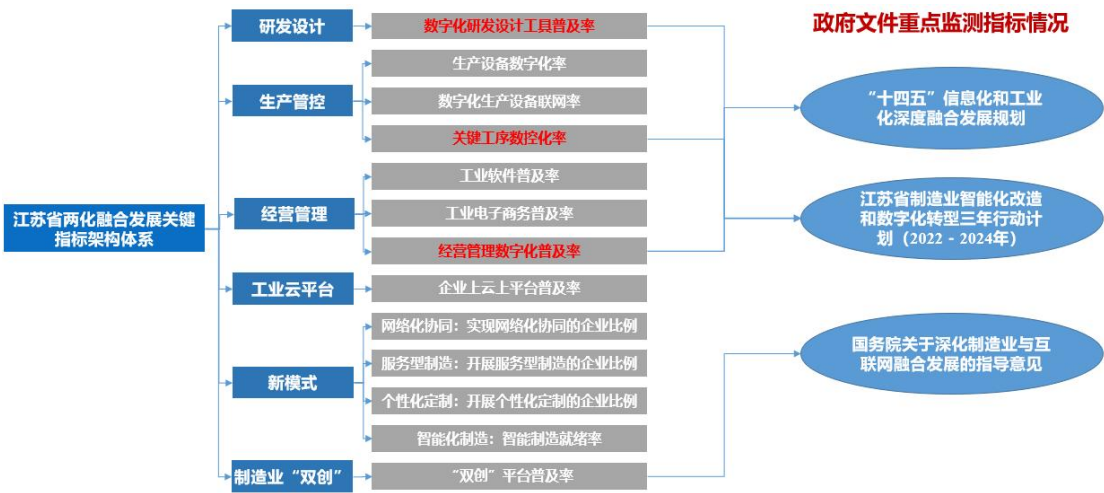 政府文件重点监测指标情况
江苏省两化融合发展关键
指标架构体系
研发设计
数字化研发设计工具普及率
生产管控
生产设备数字化率
数字化生产设备联网率
关键工序数控化率
经营管理
工业软件普及率
工业电子商务普及率
经营管理数字化普及率
工业云平台
企业上云上平台普及率
新模式
网络化协同：实现网络化协同的企业比例
服务型制造：开展服务型制造的企业比例
个性化定制：开展个性化定制的企业比例
智能化制造：智能制造就绪率
制造业“双创”
“双创”平台普及率
“十四五”信息化和工业
化深度融合发展规划
江苏省制造业智能化改造
和数字化转型三年行动计
划（2022 - 2024年）
国务院关于深化制造业与互
联网融合发展的指导意见